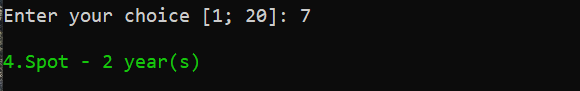 Enter your choice [1; 20]: 7
4.Spot - 2 year(s)